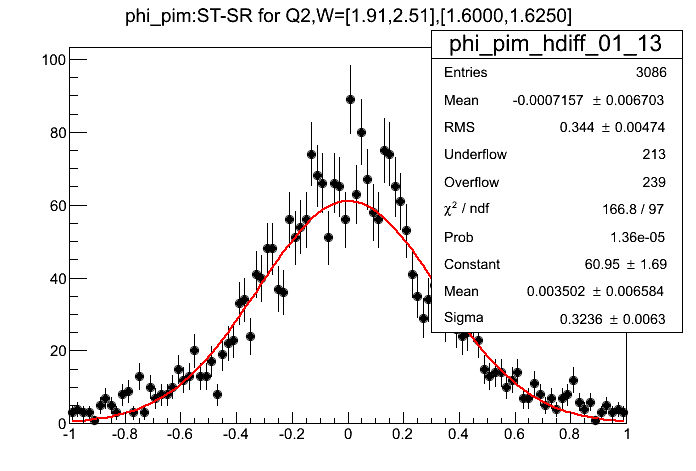 phi_pim:ST-SR for Q2,W=[1.91,2.51],[1.6000,1.6250]
phi_pim_hdiff_01_13
Entries 3086
Mean -0.0007157 ± 0.006703
RMS 0.344 ± 0.00474
Underflow 213
Overflow 239
χ² / ndf 166.8 / 97
Prob 1.36e-05
Constant 60.95 ± 1.69
Mean 0.003502 ± 0.006584
Sigma 0.3236 ± 0.0063
100
80
60
40
20
0
-1 -0.8 -0.6 -0.4 -0.2 0 0.2 0.4 0.6 0.8 1